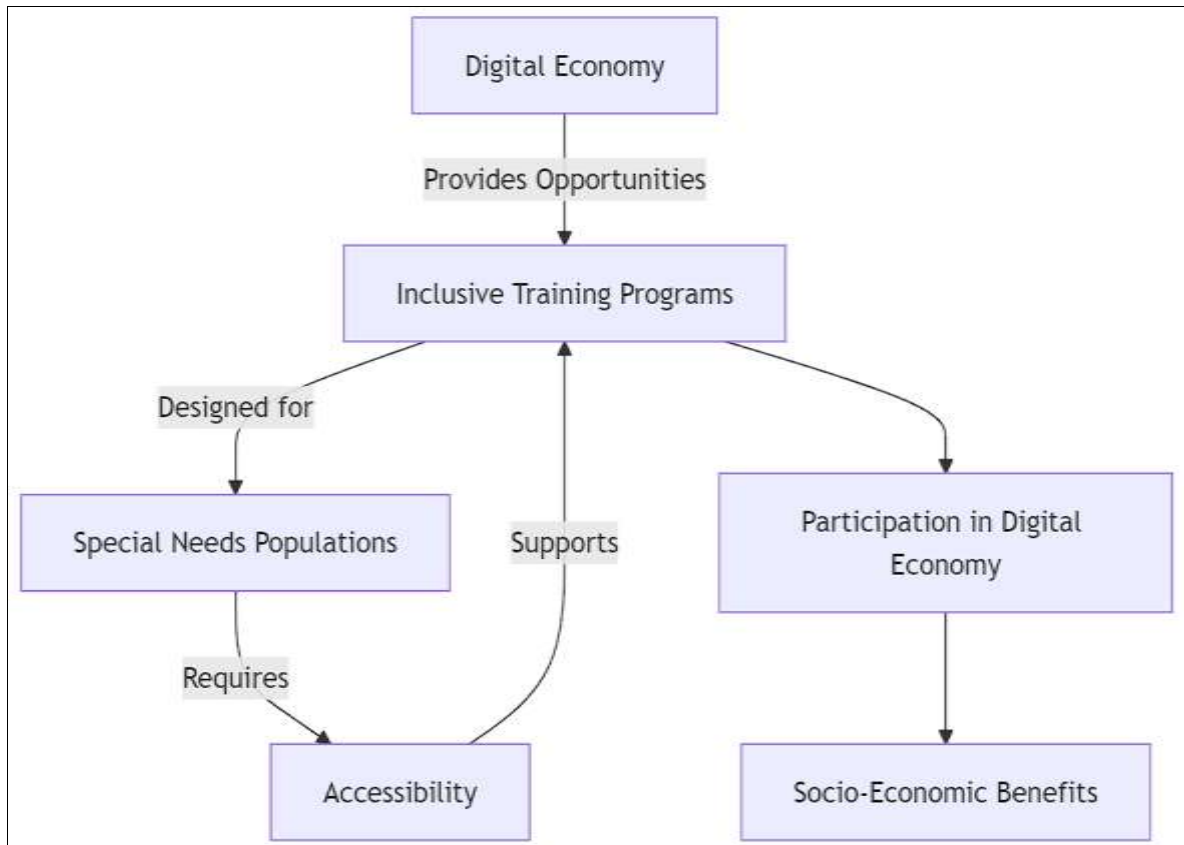 Digital Economy
Provides Opportunities
Inclusive Training Programs
Designed for
Special Needs Populations
Supports
Participation in Digital
Economy
Requires
Accessibility
Socio-Economic Benefits